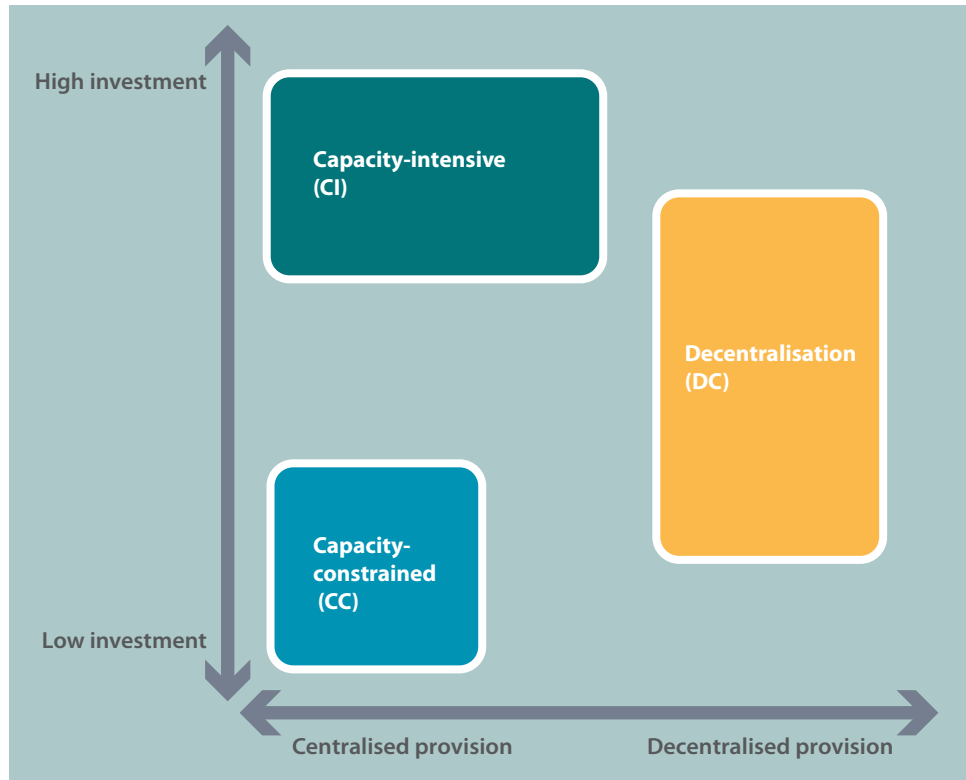 High investment
Capacity-intensive
(CI)
Decentralisation
(DC)
Capacity-
constrained
(CC)
Low investment
Centralised provision
Decentralised provision